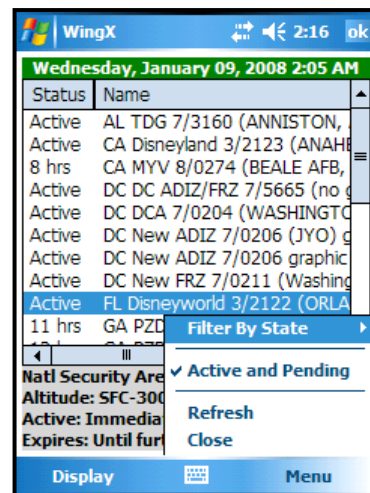 WingX 2:16 ok
Wednesday, January 09, 2008 2:05 AM
Status Name
Active AL TDG 7/3160 (ANNISTON,
Active CA Disneyland 3/2123 (ANAHE
8 hrs CA MYV 8/0274 (BEALE AFB,
Active DC DC ADIZ/FRZ 7/5665 (no g
Active DC DCA 7/0204 (WASHINGTO
Active DC New ADIZ 7/0206 (JYO) g
Active DC New ADIZ 7/0206 graphic
Active DC New FRZ 7/0211 (Washing
Active FL Disneyworld 3/2122 (ORLA
11 hrs GA PZD
Filter By State
Active and Pending
Refresh
Close
Natl Security Are
Altitude: SFC-300
Active: Immedia
Expires: Until furt
Display Menu